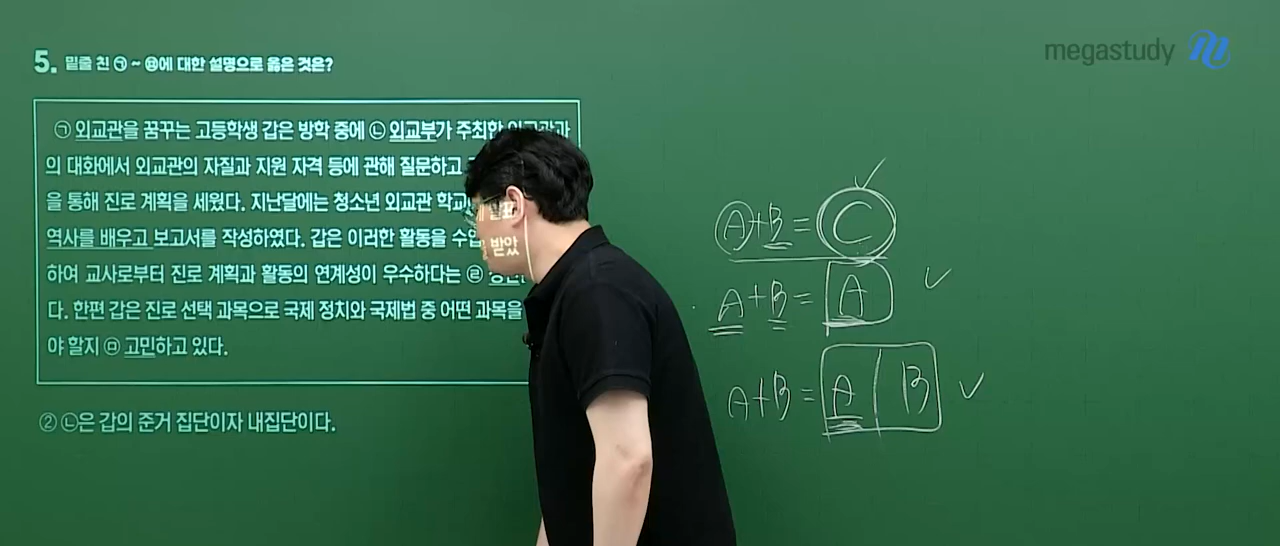 megastudy
5. 밑줄 친 ㉠~㉥에 대한 설명으로 옳은 것은?
㉠ 외교관을 꿈꾸는 고등학생 갑은 방학 중에 ㉡ 외교부가 주최한 외교관과
의 대화에서 외교관의 자질과 지원 자격 등에 관해 질문하고
을 통해 진로 계획을 세웠다. 지난달에는 청소년 외교관 학교
역사를 배우고 보고서를 작성하였다. 갑은 이러한 활동을
하여 교사로부터 진로 계획과 활동의 연계성이 우수하다는 ㉣ 받았
다. 한편 갑은 진로 선택 과목으로 국제 정치와 국제법 중 어떤 과목을
야 할지 ㉤ 고민하고 있다.
② ㉡은 갑의 준거 집단이자 내집단이다.
A+B=C
A+B=A
A+B=A|B